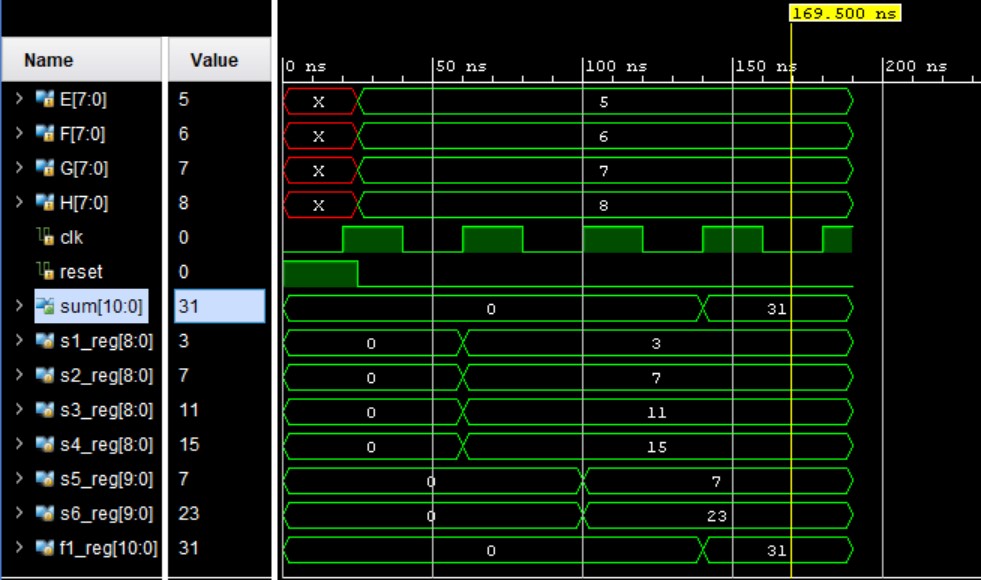 169.500 ns
Name Value
0 ns 50 ns 100 ns 150 ns 200 ns
E[7:0] 5 X 5
F[7:0] 6 X 6
G[7:0] 7 X 7
H[7:0] 8 X 8
clk 0
reset 0
sum[10:0] 31 0 31
s1_reg[8:0] 3 0 3
s2_reg[8:0] 7 0 7
s3_reg[8:0] 11 0 11
s4_reg[8:0] 15 0 15
s5_reg[9:0] 7 0 7
s6_reg[9:0] 23 0 23
f1_reg[10:0] 31 0 31